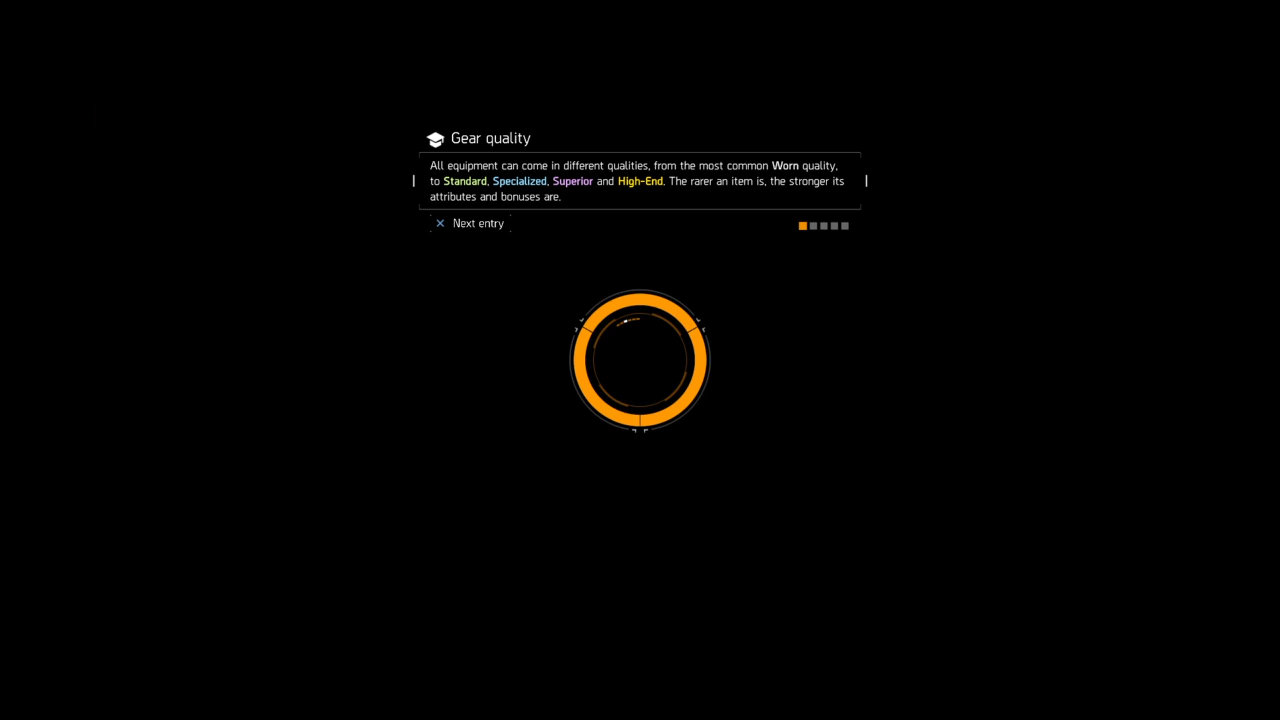 Gear quality
All equipment can come in different qualities, from the most common Worn quality,
to Standard, Specialized, Superior and High-End. The rarer an item is, the stronger its
attributes and bonuses are.
Next entry